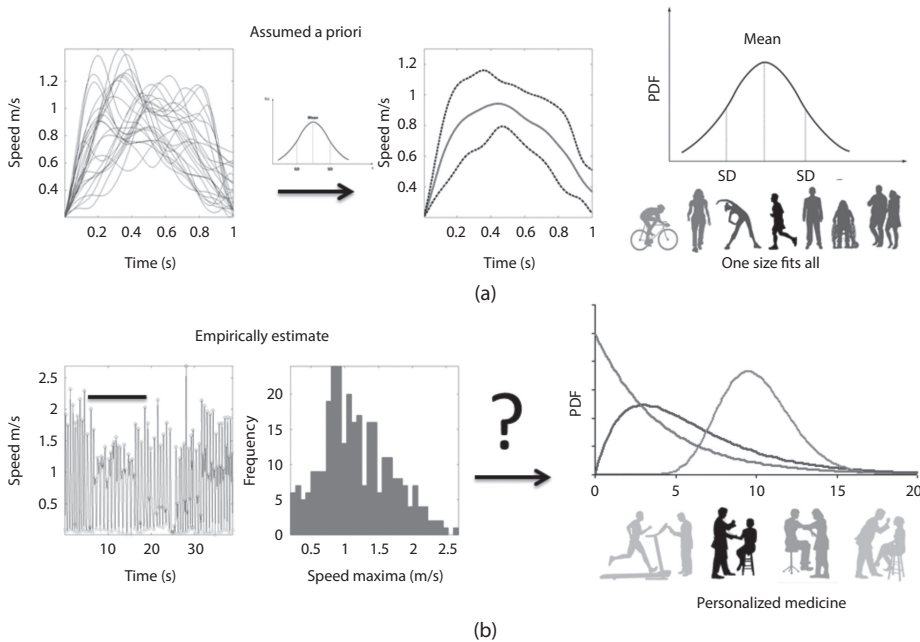 Assumed a priori
Speed m/s
1.2
1
0.8
0.6
0.4
0.2 0.4 0.6 0.8 1
Time (s)
Mean
SD SD
Speed m/s
1.2
1
0.8
0.6
0.4
0.2 0.4 0.6 0.8 1
Time (s)
PDF
Mean
SD SD
One size fits all
(a)
Empirically estimate
Speed m/s
2.5
2
1.5
1
0.5
10 20 30
Time (s)
Frequency
20
15
10
5
0
0.5 1 1.5 2 2.5
Speed maxima (m/s)
?
PDF
0 5 10 15 20
Personalized medicine
(b)